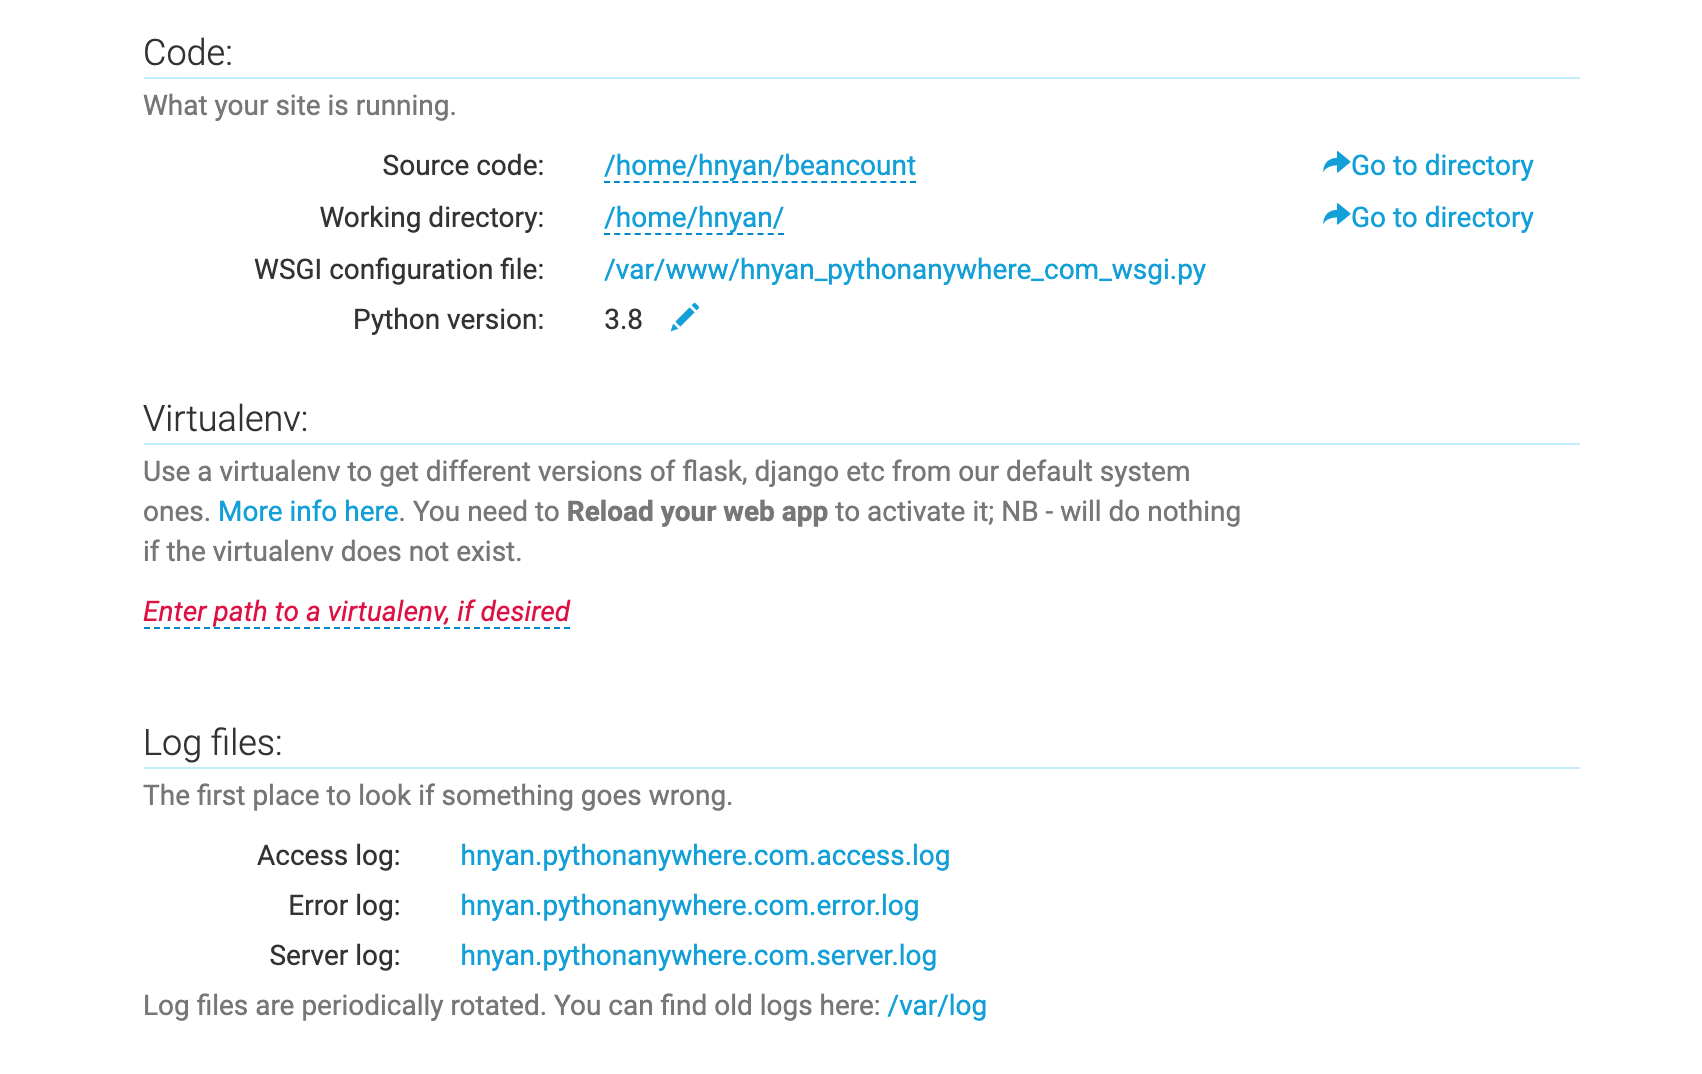 Code:
What your site is running.
Source code: /home/hnyan/beancount Go to directory
Working directory: /home/hnyan/ Go to directory
WSGI configuration file: /var/www/hnyan_pythonanywhere_com_wsgi.py
Python version: 3.8
Virtualenv:
Use a virtualenv to get different versions of flask, django etc from our default system
ones. More info here. You need to Reload your web app to activate it; NB - will do nothing
if the virtualenv does not exist.
Enter path to a virtualenv, if desired
Log files:
The first place to look if something goes wrong.
Access log: hnyan.pythonanywhere.com.access.log
Error log: hnyan.pythonanywhere.com.error.log
Server log: hnyan.pythonanywhere.com.server.log
Log files are periodically rotated. You can find old logs here: /var/log